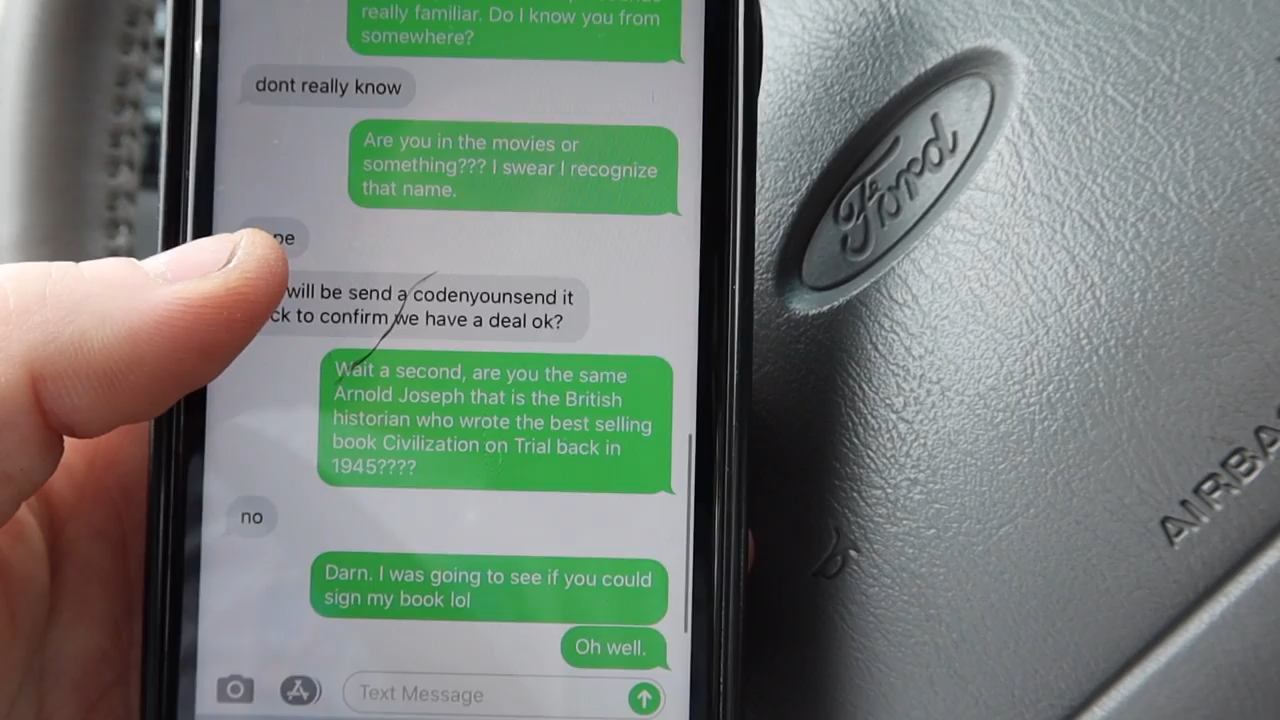 really familiar. Do I know you from
somewhere?
dont really know
Are you in the movies or
something??? I swear I recognize
that name.
will be send a codenyounsend it
to confirm we have a deal ok?
Wait a second, are you the same
Arnold Joseph that is the British
historian who wrote the best selling
book Civilization on Trial back in
1945????
no
Darn. I was going to see if you could
sign my book lol
Oh well.
Text Message
Ford